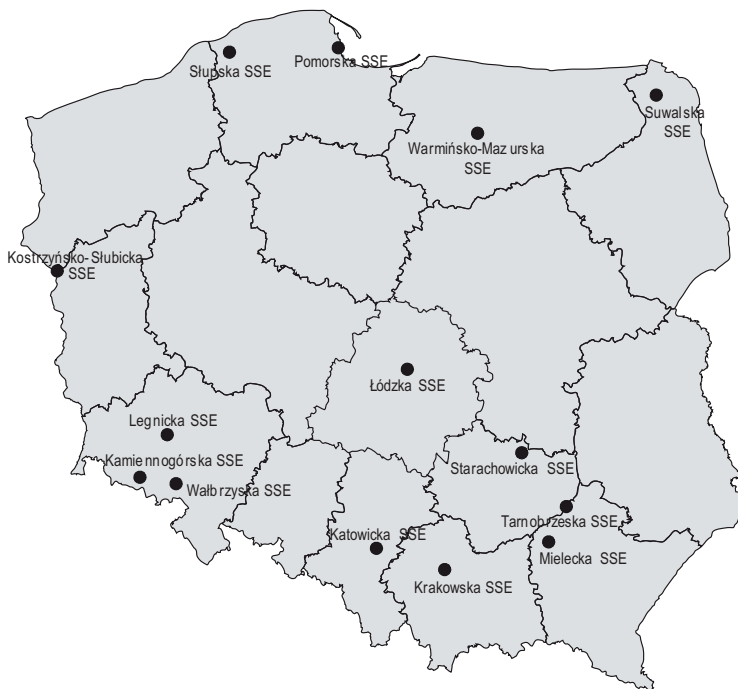 Słupska SSE
Pomorska SSE
Suwalska
SSE
Warmińsko-Mazurska
SSE
Kostrzyńsko-Słubicka
SSE
Łódzka SSE
Legnicka SSE
Kamiennogórska SSE
Wałbrzyska SSE
Starachowicka SSE
Tarnobrzeska SSE
Katowicka SSE
Mielecka SSE
Krakowska SSE